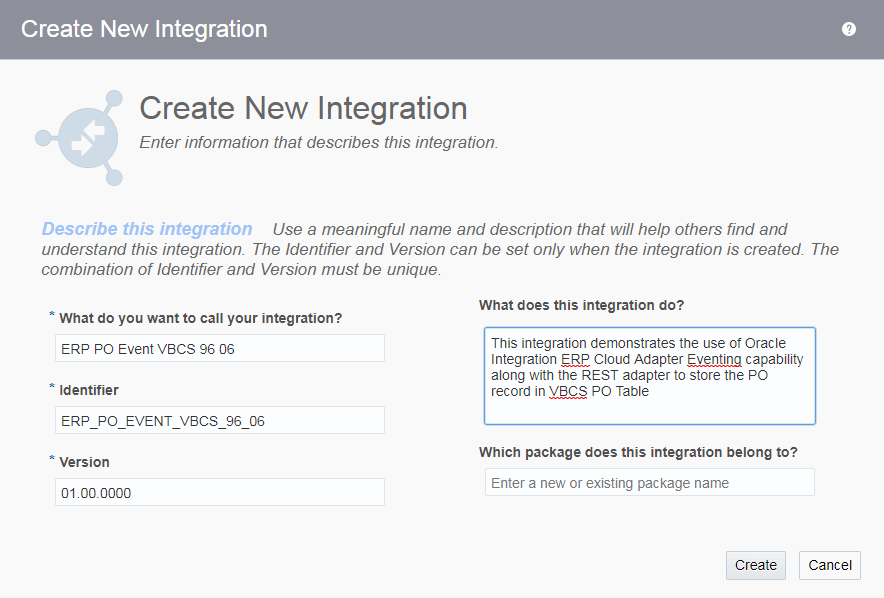 Create New Integration
?
Create New Integration
Enter information that describes this integration.
Describe this integration Use a meaningful name and description that will help others find and
understand this integration. The Identifier and Version can be set only when the integration is created. The
combination of Identifier and Version must be unique.
* What do you want to call your integration?
ERP PO Event VBCS 96 06
* Identifier
ERP_PO_EVENT_VBCS_96_06
* Version
01.00.0000
What does this integration do?
This integration demonstrates the use of Oracle
Integration ERP Cloud Adapter Eventing capability
along with the REST adapter to store the PO
record in VBCS PO Table
Which package does this integration belong to?
Enter a new or existing package name
Create
Cancel